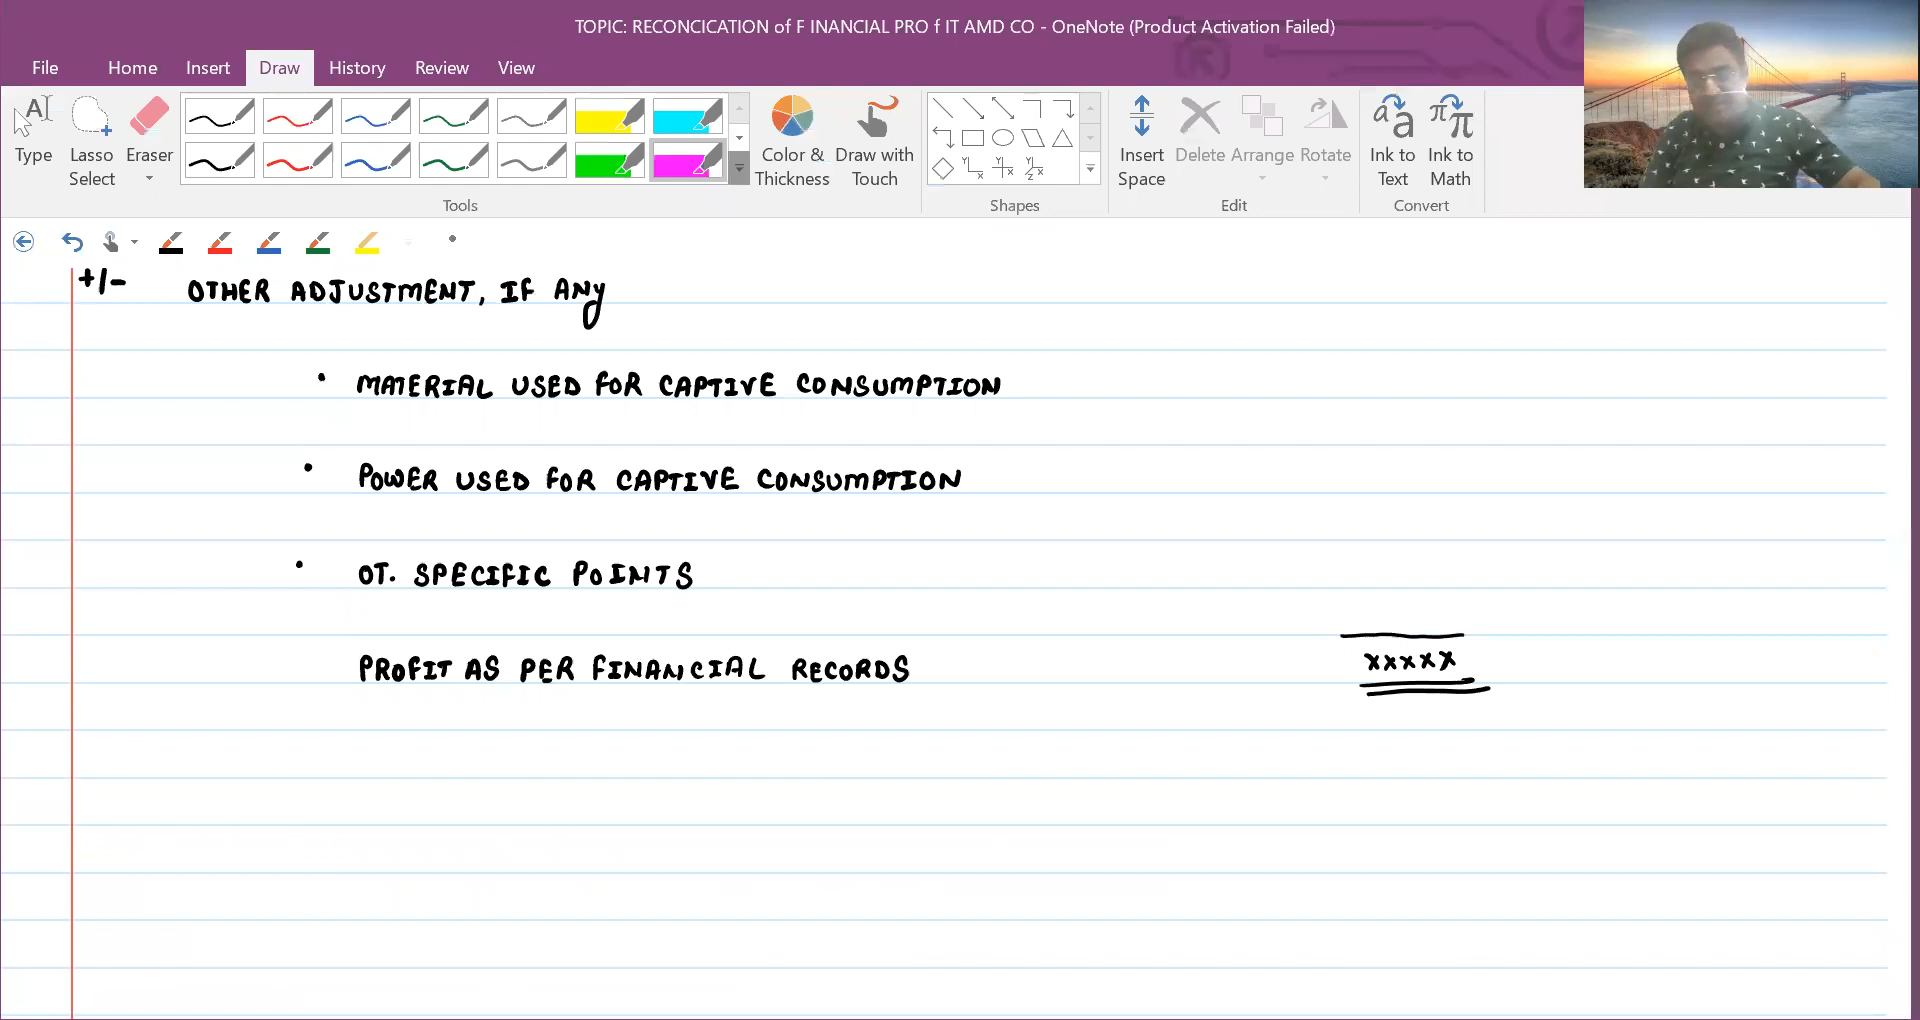 TOPIC: RECONCICATION of F INANCIAL PRO f IT AMD CO - OneNote (Product Activation Failed)
File Home Insert Draw History Review View
Type Lasso Select Eraser Color & Thickness Draw with Touch Insert Space Delete Arrange Rotate Ink to Text Ink to Math
Tools Shapes Edit Convert
+/- OTHER ADJUSTMENT, IF ANy
• MATERIAL USED FOR CAPTIVE CONSUMPTION
• POWER USED FOR CAPTIVE CONSUMPTION
• OT. SPECIFIC POINTS
PROFIT AS PER FINANCIAL RECORDS xxxxx